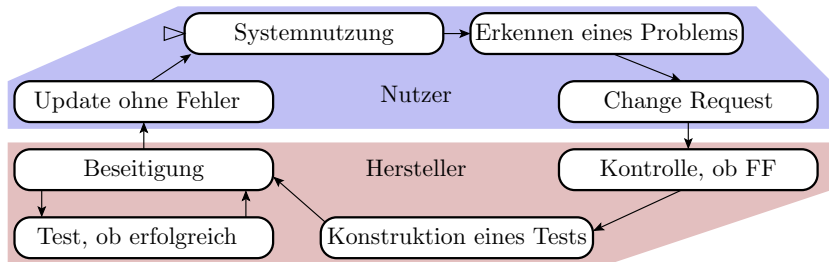 Systemnutzung
Erkennen eines Problems
Update ohne Fehler
Nutzer
Change Request
Beseitigung
Hersteller
Kontrolle, ob FF
Test, ob erfolgreich
Konstruktion eines Tests